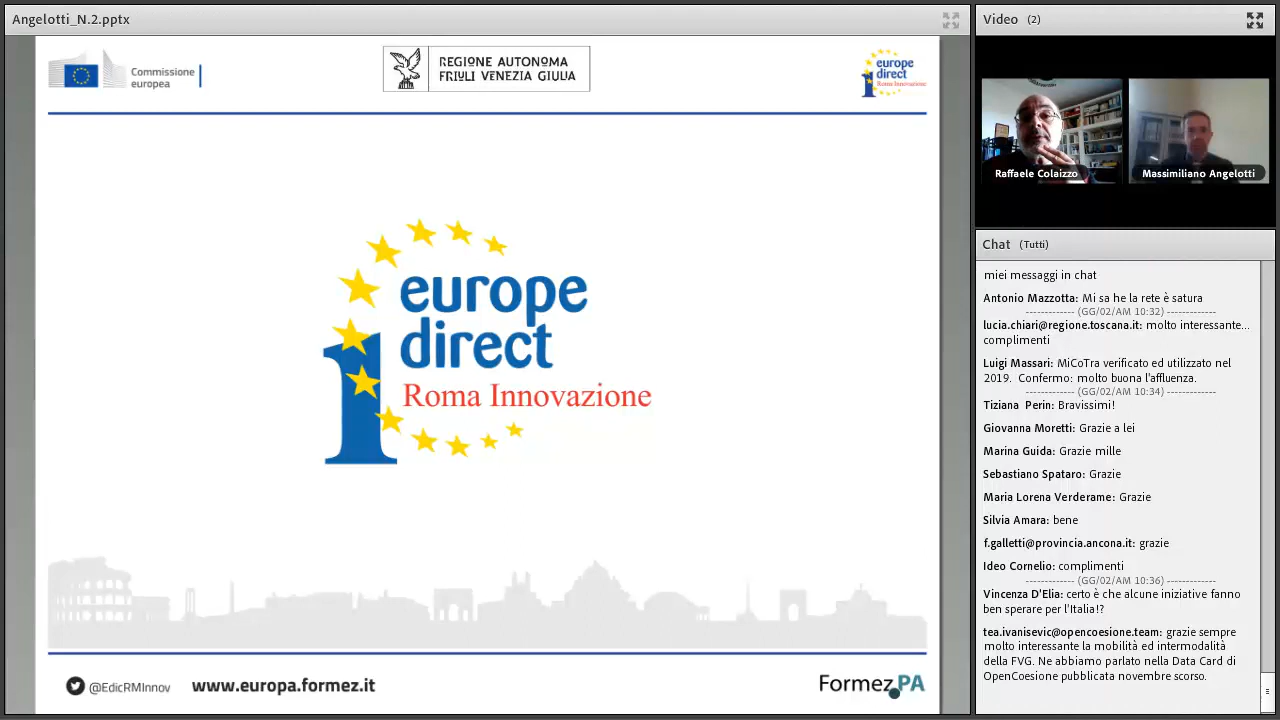 Angelotti_N.2.pptx
Commissione
europea
REGIONE AUTONOMA
FRIULI VENEZIA GIULIA
europe
direct
Roma Innovazione
europe
direct
Roma Innovazione
@EdicRMInnov
www.europa.formez.it
Formez PA
Video (2)
Raffaele Colaizzo
Massimiliano Angelotti
Chat (Tutti)
miei messaggi in chat
Antonio Mazzotta: Mi sa he la rete è satura
------------ (GG/02/AM 10:32) ------------
lucia.chiari@regione.toscana.it: molto interessante...
complimenti
Luigi Massari: MiCoTra verificato ed utilizzato nel
2019. Confermo: molto buona l'affluenza.
------------ (GG/02/AM 10:34) ------------
Tiziana Perin: Bravissimi!
Giovanna Moretti: Grazie a lei
Marina Guida: Grazie mille
Sebastiano Spataro: Grazie
Maria Lorena Verderame: Grazie
Silvia Amara: bene
f.galletti@provincia.ancona.it: grazie
Ideo Cornelio: complimenti
------------ (GG/02/AM 10:36) ------------
Vincenza D'Elia: certo è che alcune iniziative fanno
ben sperare per l'Italia!?
tea.ivanisevic@opencoesione.team: grazie sempre
molto interessante la mobilità ed intermodalità
della FVG. Ne abbiamo parlato nella Data Card di
OpenCoesione pubblicata novembre scorso.